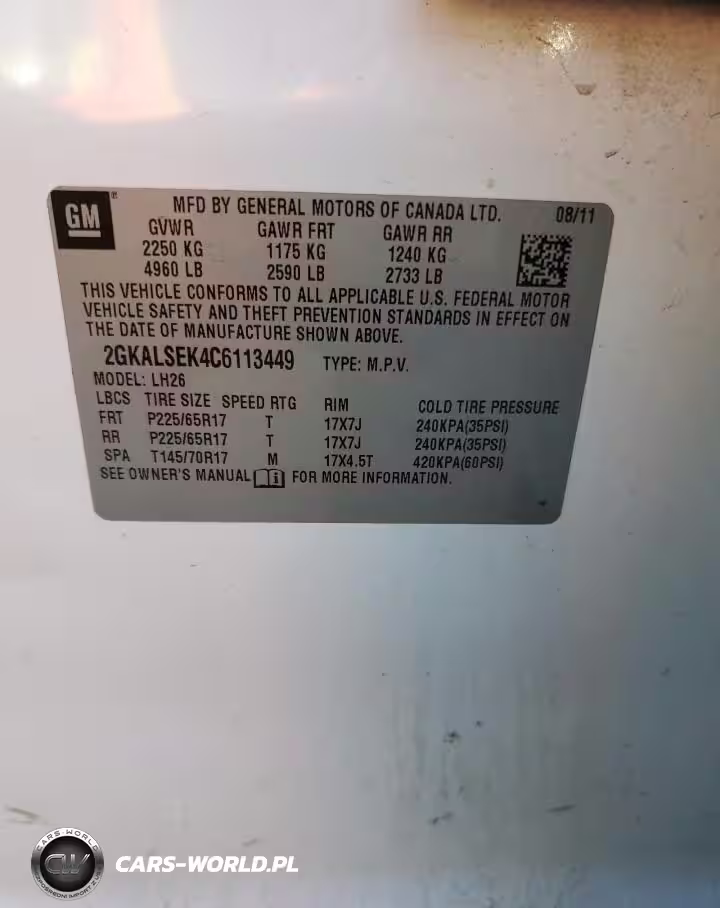 GM
MFD BY GENERAL MOTORS OF CANADA LTD. 08/11
GVWR GAWR FRT GAWR RR
2250 KG 1175 KG 1240 KG
4960 LB 2590 LB 2733 LB
THIS VEHICLE CONFORMS TO ALL APPLICABLE U.S. FEDERAL MOTOR
VEHICLE SAFETY AND THEFT PREVENTION STANDARDS IN EFFECT ON
THE DATE OF MANUFACTURE SHOWN ABOVE.
2GKALSEK4C6113449 TYPE: M.P.V.
MODEL: LH26
LBCS TIRE SIZE SPEED RTG RIM COLD TIRE PRESSURE
FRT P225/65R17 T 17X7J 240KPA(35PSI)
RR P225/65R17 T 17X7J 240KPA(35PSI)
SPA T145/70R17 M 17X4.5T 420KPA(60PSI)
SEE OWNER'S MANUAL i FOR MORE INFORMATION.
CARS-WORLD
CW
CARS-WORLD.PL